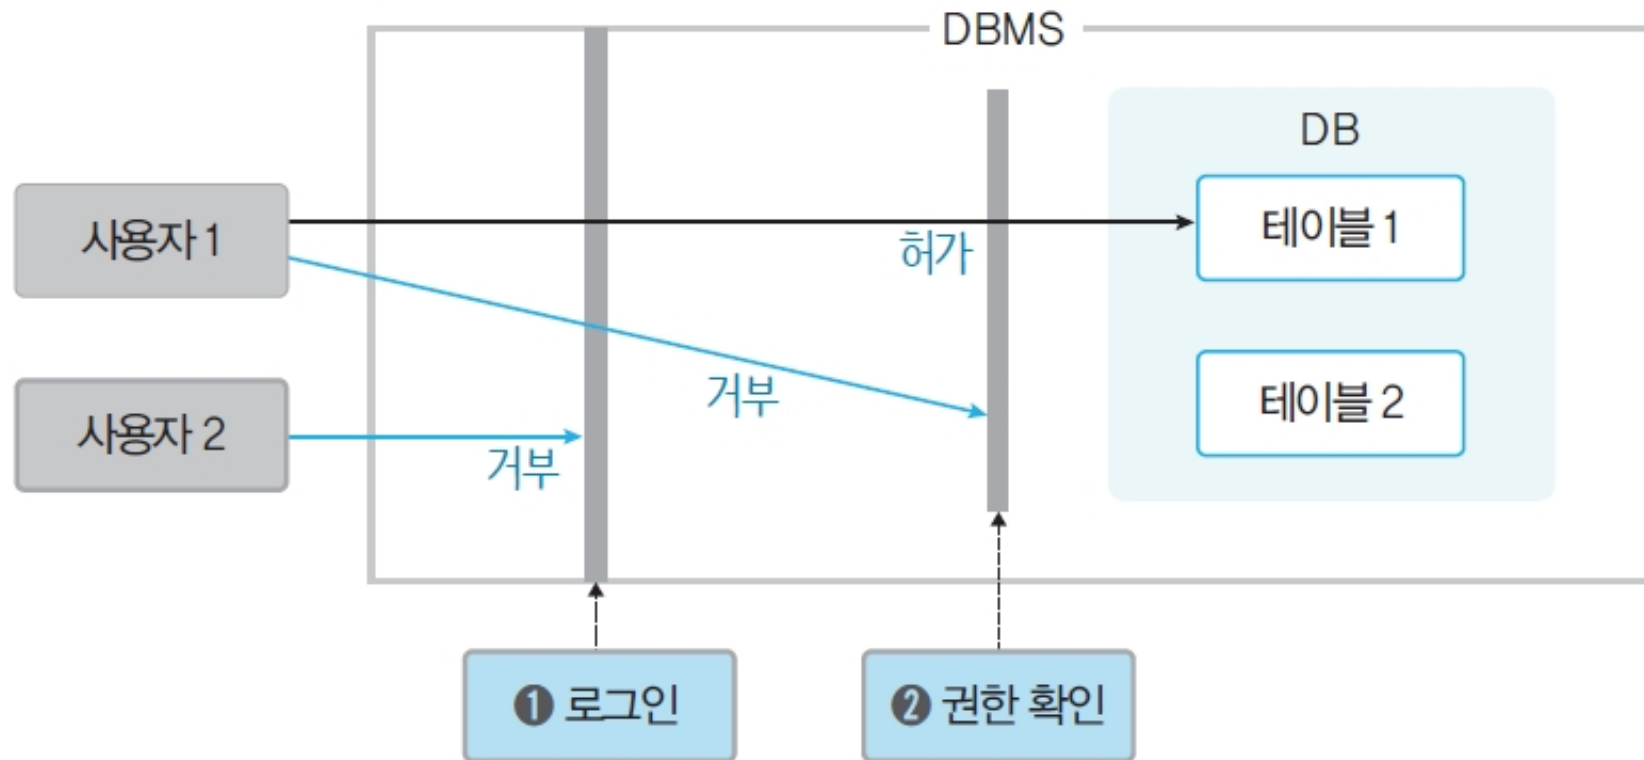 DBMS
DB
사용자 1
허가
테이블 1
거부
테이블 2
사용자 2
거부
❶ 로그인
❷ 권한 확인